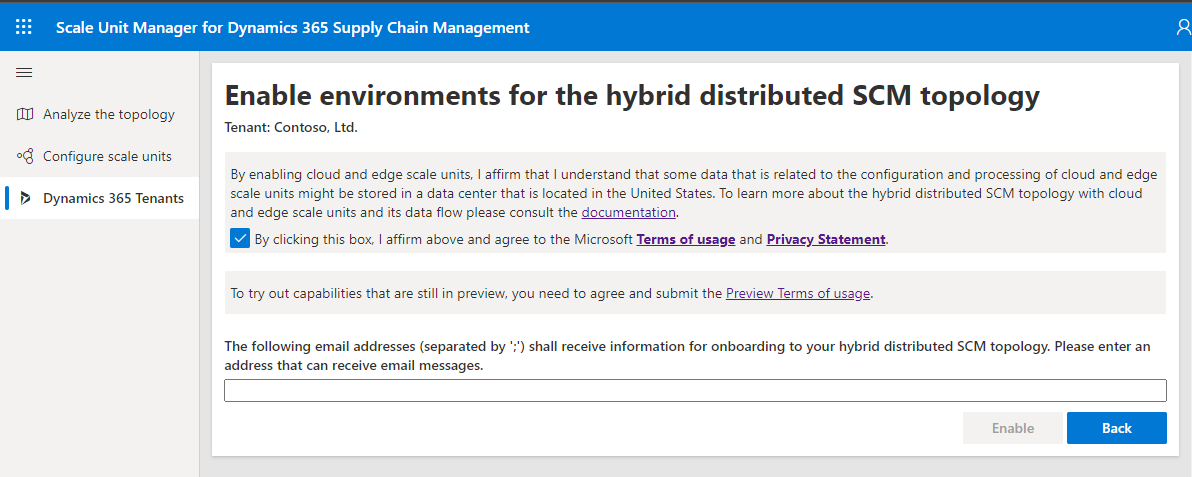 Scale Unit Manager for Dynamics 365 Supply Chain Management
Analyze the topology
Configure scale units
Dynamics 365 Tenants
Enable environments for the hybrid distributed SCM topology
Tenant: Contoso, Ltd.
By enabling cloud and edge scale units, I affirm that I understand that some data that is related to the configuration and processing of cloud and edge
scale units might be stored in a data center that is located in the United States. To learn more about the hybrid distributed SCM topology with cloud
and edge scale units and its data flow please consult the documentation.
By clicking this box, I affirm above and agree to the Microsoft Terms of usage and Privacy Statement.
To try out capabilities that are still in preview, you need to agree and submit the Preview Terms of usage.
The following email addresses (separated by ';') shall receive information for onboarding to your hybrid distributed SCM topology. Please enter an
address that can receive email messages.
Enable
Back